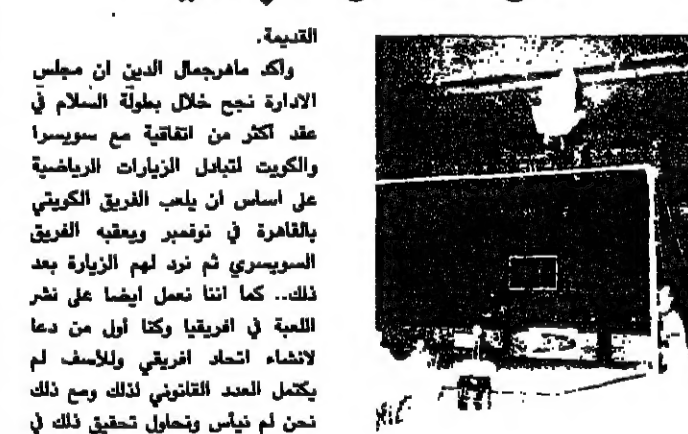 القديمة.
وأكد ماهرجمال الدين ان مجلس
الادارة نجح خلال بطولة السلام في
عقد اكثر من اتفاقية مع سويسرا
والكويت لتبادل الزيارات الرياضية
على اساس ان يلعب الفريق الكويتي
بالقاهرة في نوفمبر ويعقبه الفريق
السويسري ثم نرد لهم الزيارة بعد
ذلك.. كما اننا نعمل ايضا على نشر
اللعبة في افريقيا وكنا أول من دعا
لانشاء اتحاد افريقي وللأسف لم
يكتمل العدد القانوني لذلك ومع ذلك
نحن لم نيأس ونحاول تحقيق ذلك في